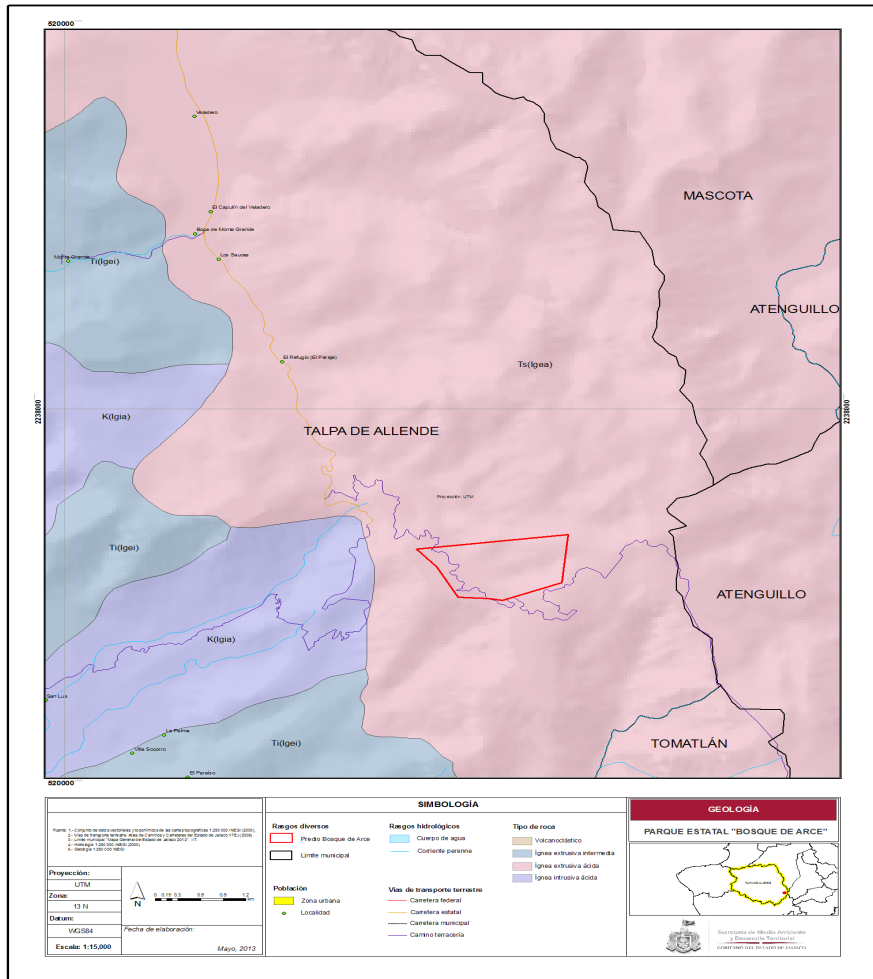 520000
Veladero
MASCOTA
El Capulín del Veladero
Boca de Monte Grande
Monte Grande
Ti(Igei)
Los Sauces
ATENGUILLO
El Refugio (El Paraje)
Ts(Igea)
2238000
2238000
K(Igia)
TALPA DE ALLENDE
Proyección: UTM
Ti(Igei)
ATENGUILLO
K(Igia)
San Luis
La Palma
Villa Socorro
Ti(Igei)
TOMATLÁN
El Paraíso
520000
SIMBOLOGÍA
Rasgos diversos
Predio Bosque de Arce
Límite municipal
Población
Zona urbana
Localidad
Rasgos hidrológicos
Cuerpo de agua
Corriente perenne
Vías de transporte terrestre
Carretera federal
Carretera estatal
Carretera municipal
Camino terracería
Tipo de roca
Volcanoclástico
Ígnea extrusiva intermedia
Ígnea extrusiva ácida
Ígnea intrusiva ácida
Proyección:
UTM
Zona:
13 N
Datum:
WGS84
Escala: 1:15,000
N
0 0.15 0.3 0.6 0.9 1.2
km
Fecha de elaboración:
Mayo, 2013
GEOLOGÍA
PARQUE ESTATAL "BOSQUE DE ARCE"
Secretaría de Medio Ambiente
y Desarrollo Territorial
GOBIERNO DEL ESTADO DE JALISCO